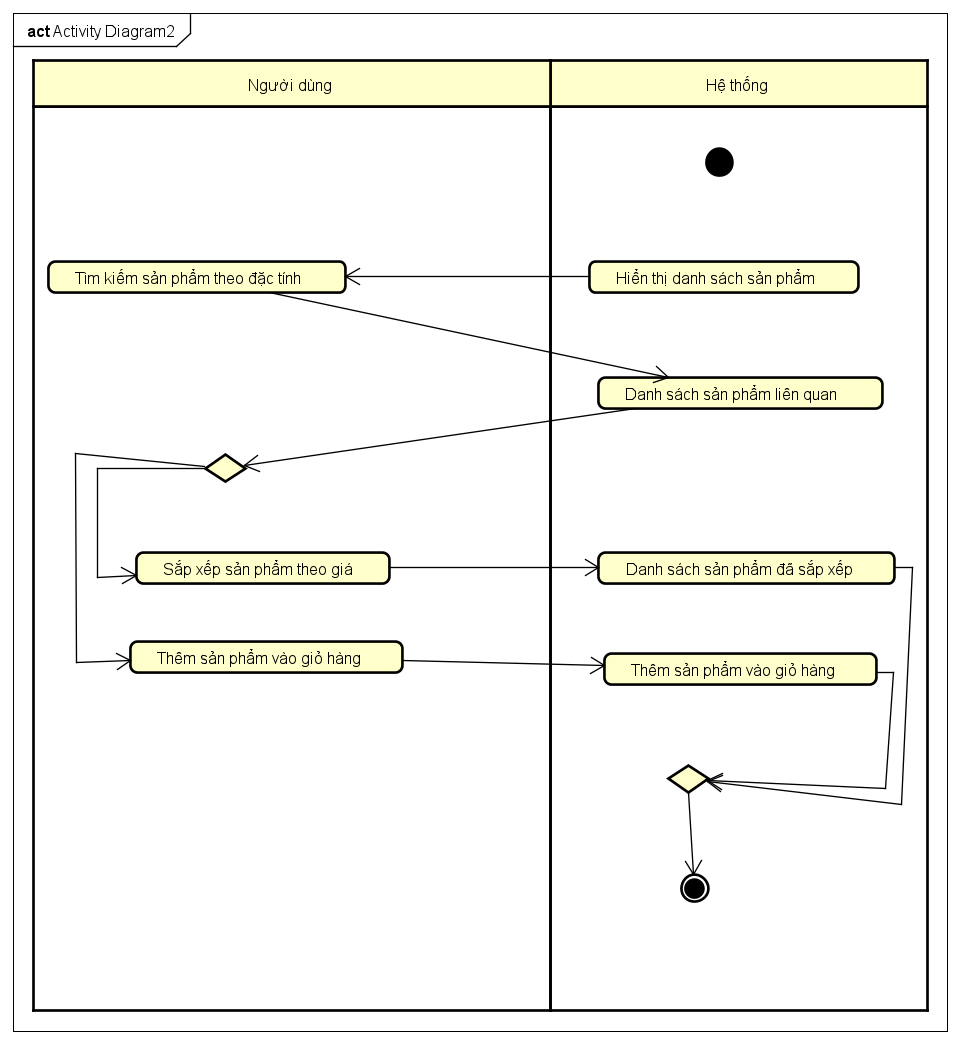 act Activity Diagram2
Người dùng
Hệ thống
Tìm kiếm sản phẩm theo đặc tính
Hiển thị danh sách sản phẩm
Danh sách sản phẩm liên quan
Sắp xếp sản phẩm theo giá
Danh sách sản phẩm đã sắp xếp
Thêm sản phẩm vào giỏ hàng
Thêm sản phẩm vào giỏ hàng